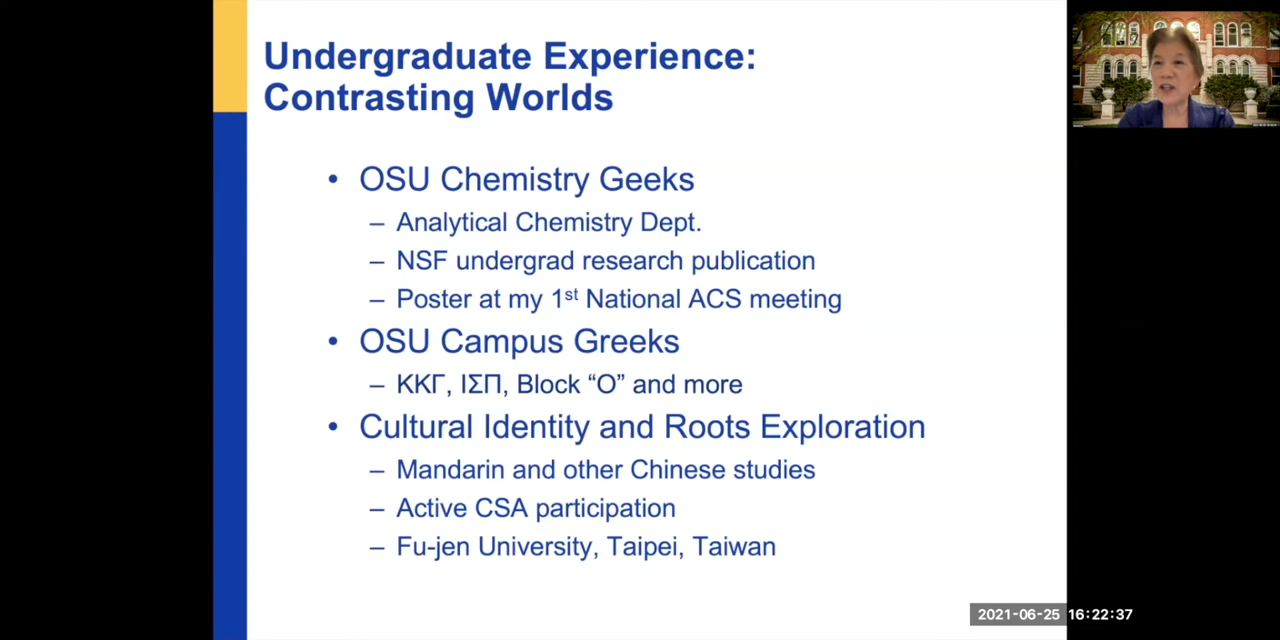 Undergraduate Experience:
Contrasting Worlds
• OSU Chemistry Geeks
– Analytical Chemistry Dept.
– NSF undergrad research publication
– Poster at my 1st National ACS meeting
• OSU Campus Greeks
– ΚΚΓ, ΙΣΠ, Block “O” and more
• Cultural Identity and Roots Exploration
– Mandarin and other Chinese studies
– Active CSA participation
– Fu-jen University, Taipei, Taiwan
2021-06-25 16:22:37